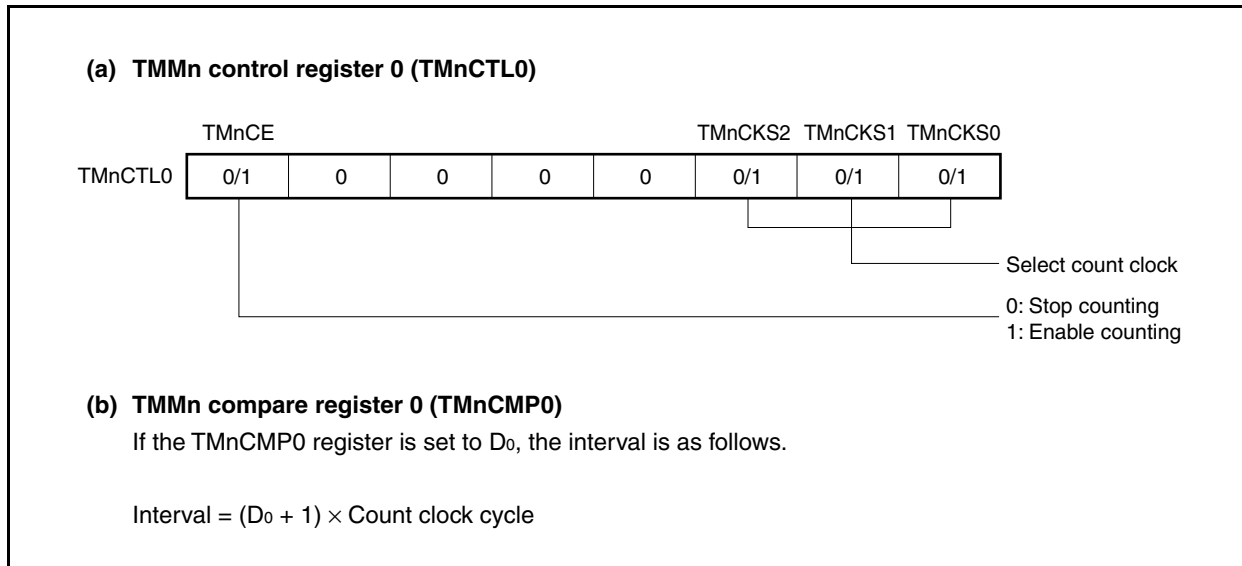 (a) TMMn control register 0 (TMnCTL0)
TMnCE TMnCKS2 TMnCKS1 TMnCKS0
TMnCTL0 0/1 0 0 0 0 0/1 0/1 0/1
Select count clock
0: Stop counting
1: Enable counting
(b) TMMn compare register 0 (TMnCMP0)
If the TMnCMP0 register is set to D₀, the interval is as follows.
Interval = (D₀ + 1) × Count clock cycle